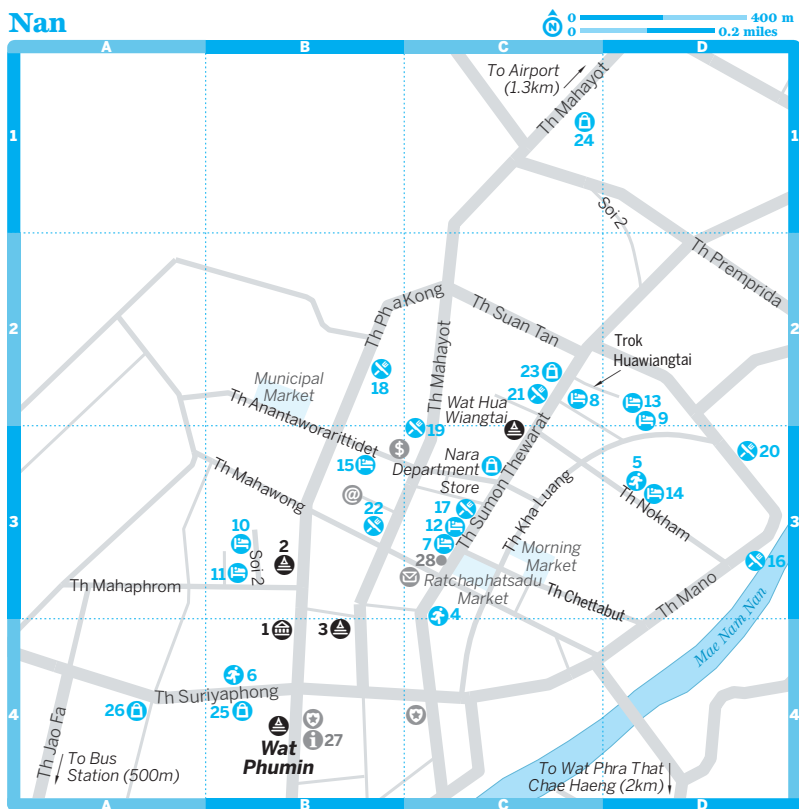 Nan
N
0 400 m
0 0.2 miles
A B C D
1
1
To Airport
(1.3km)
Th Mahayot
24
Soi 2
Th Premprida
2
2
Th Pha Kong
Th Suan Tan
Th Mahayot
Trok
Huawiangtai
Municipal
Market
18
23
21
8
13
9
Th Anantaworarittidet
Wat Hua
Wiangtai
19
$
15
Nara
Department
Store
Th Sumon Thewarat
20
5
14
3
3
Th Mahawong
@
22
17
12
7
28
Th Kha Luang
Th Nokham
16
10
2
Soi 2
11
Morning
Market
Ratchaphatsadu
Market
Th Chettabut
Th Mano
Th Mahaphrom
4
1
3
Mae Nam Nan
6
Th Suriyaphong
4
4
26
25
i
27
Wat
Phumin
Th Jao Fa
To Bus
Station (500m)
To Wat Phra That
Chae Haeng (2km)
A B C D